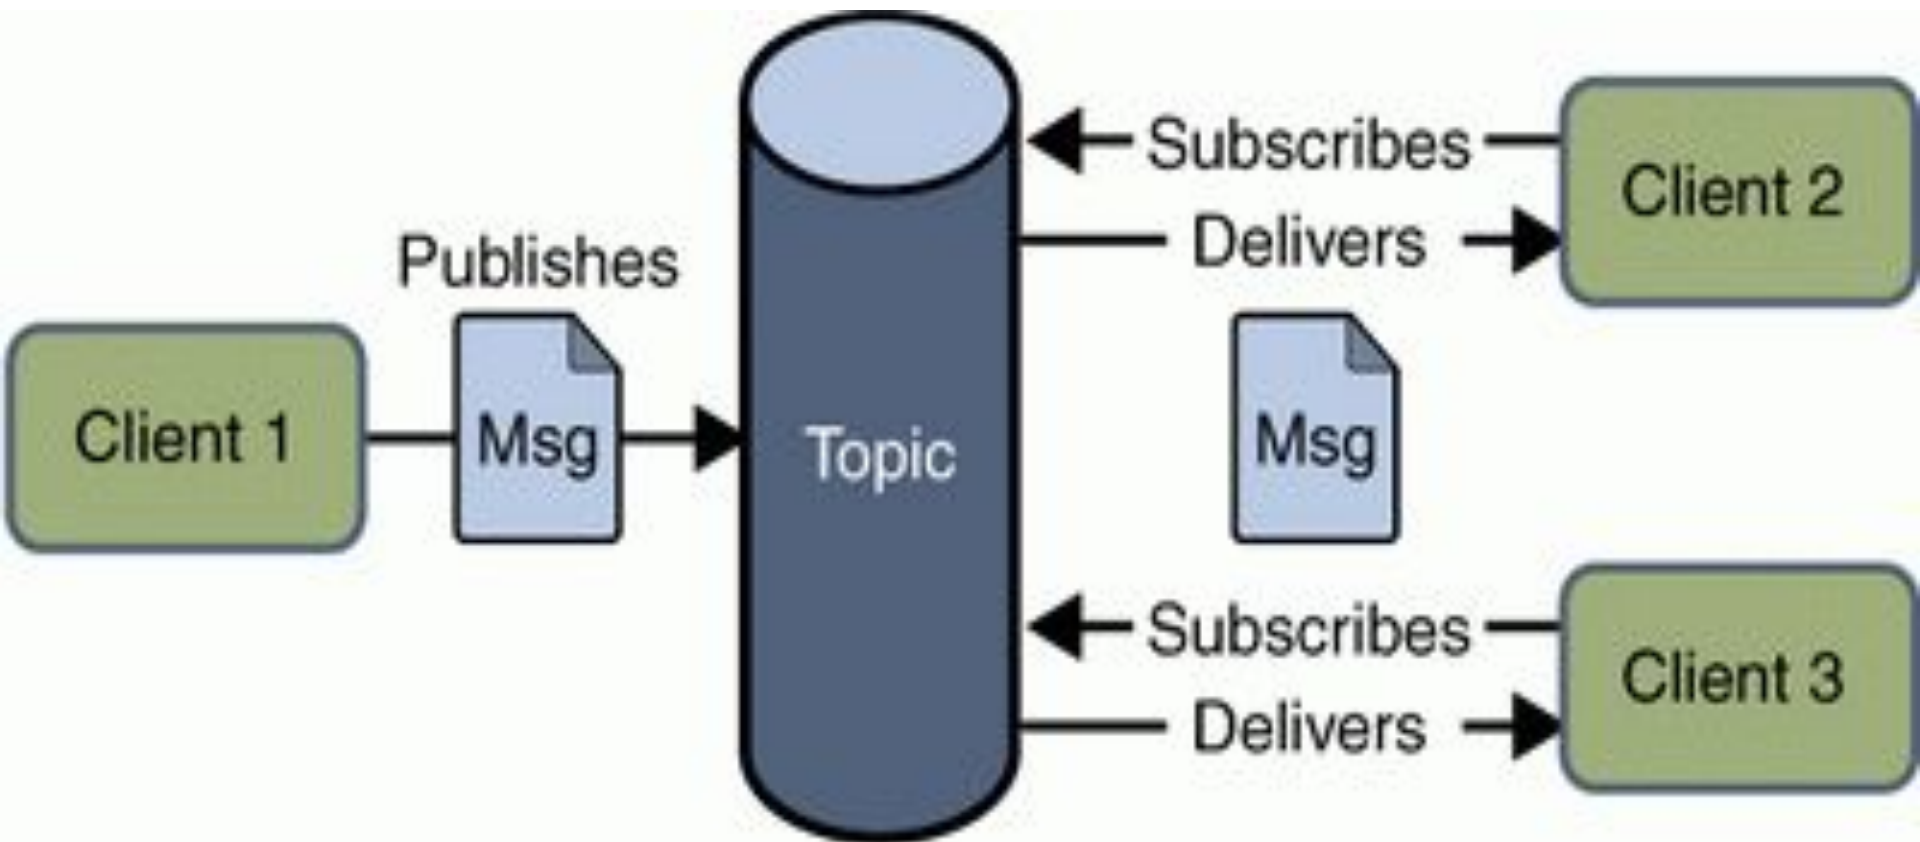 Publishes
Client 1
Msg
Topic
Subscribes
Delivers
Client 2
Msg
Subscribes
Delivers
Client 3